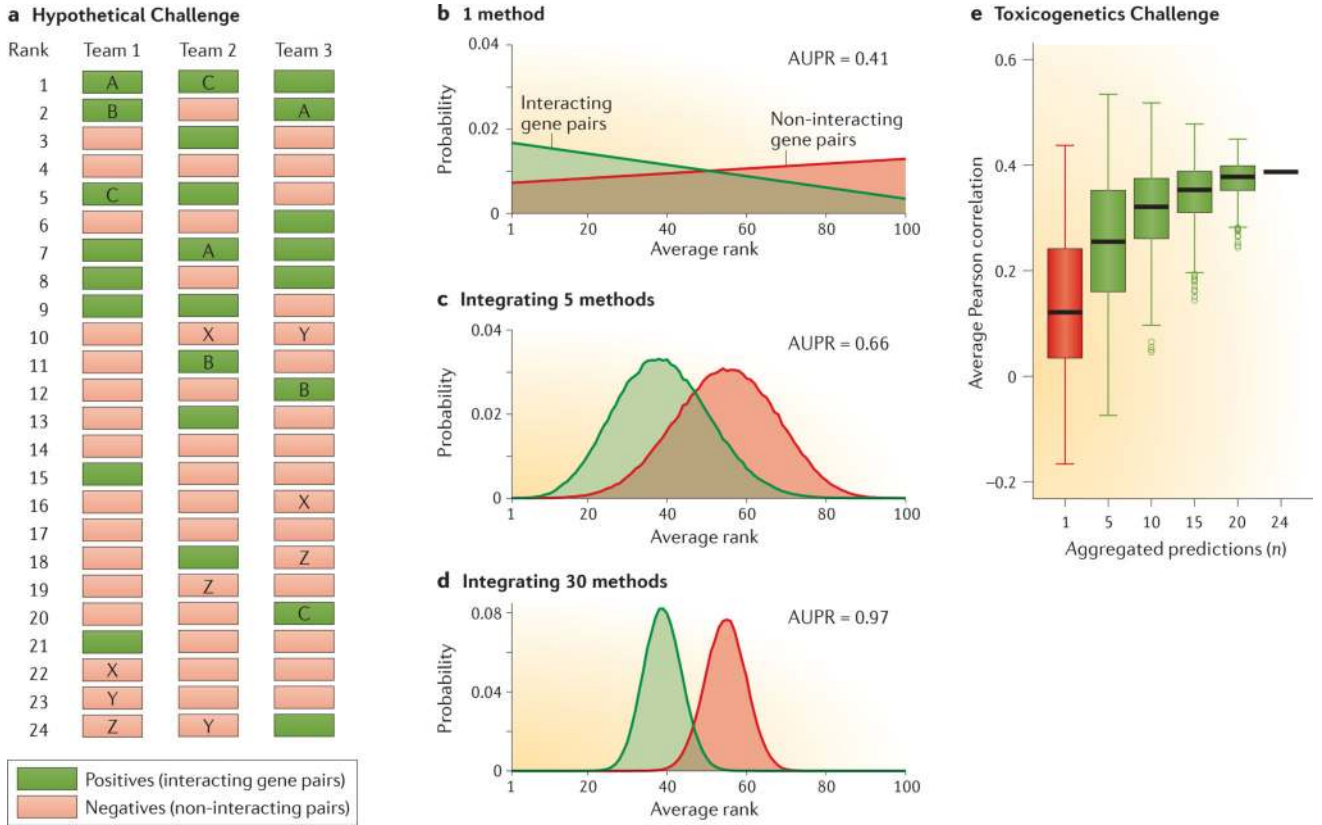 a Hypothetical Challenge
Rank Team 1 Team 2 Team 3
1 A C
2 B A
3
4
5 C
6
7 A
8
9
10 X Y
11 B
12 B
13
14
15
16 X
17
18 Z
19 Z
20 C
21
22 X
23 Y
24 Z Y
Positives (interacting gene pairs)
Negatives (non-interacting pairs)
b 1 method
0.04
0.02
0
Probability
AUPR = 0.41
Interacting
gene pairs
Non-interacting
gene pairs
1 20 40 60 80 100
Average rank
c Integrating 5 methods
0.04
0.02
0
Probability
AUPR = 0.66
1 20 40 60 80 100
Average rank
d Integrating 30 methods
0.08
0.04
0
Probability
AUPR = 0.97
1 20 40 60 80 100
Average rank
e Toxicogenetics Challenge
0.6
0.4
0.2
0
−0.2
Average Pearson correlation
1 5 10 15 20 24
Aggregated predictions (n)